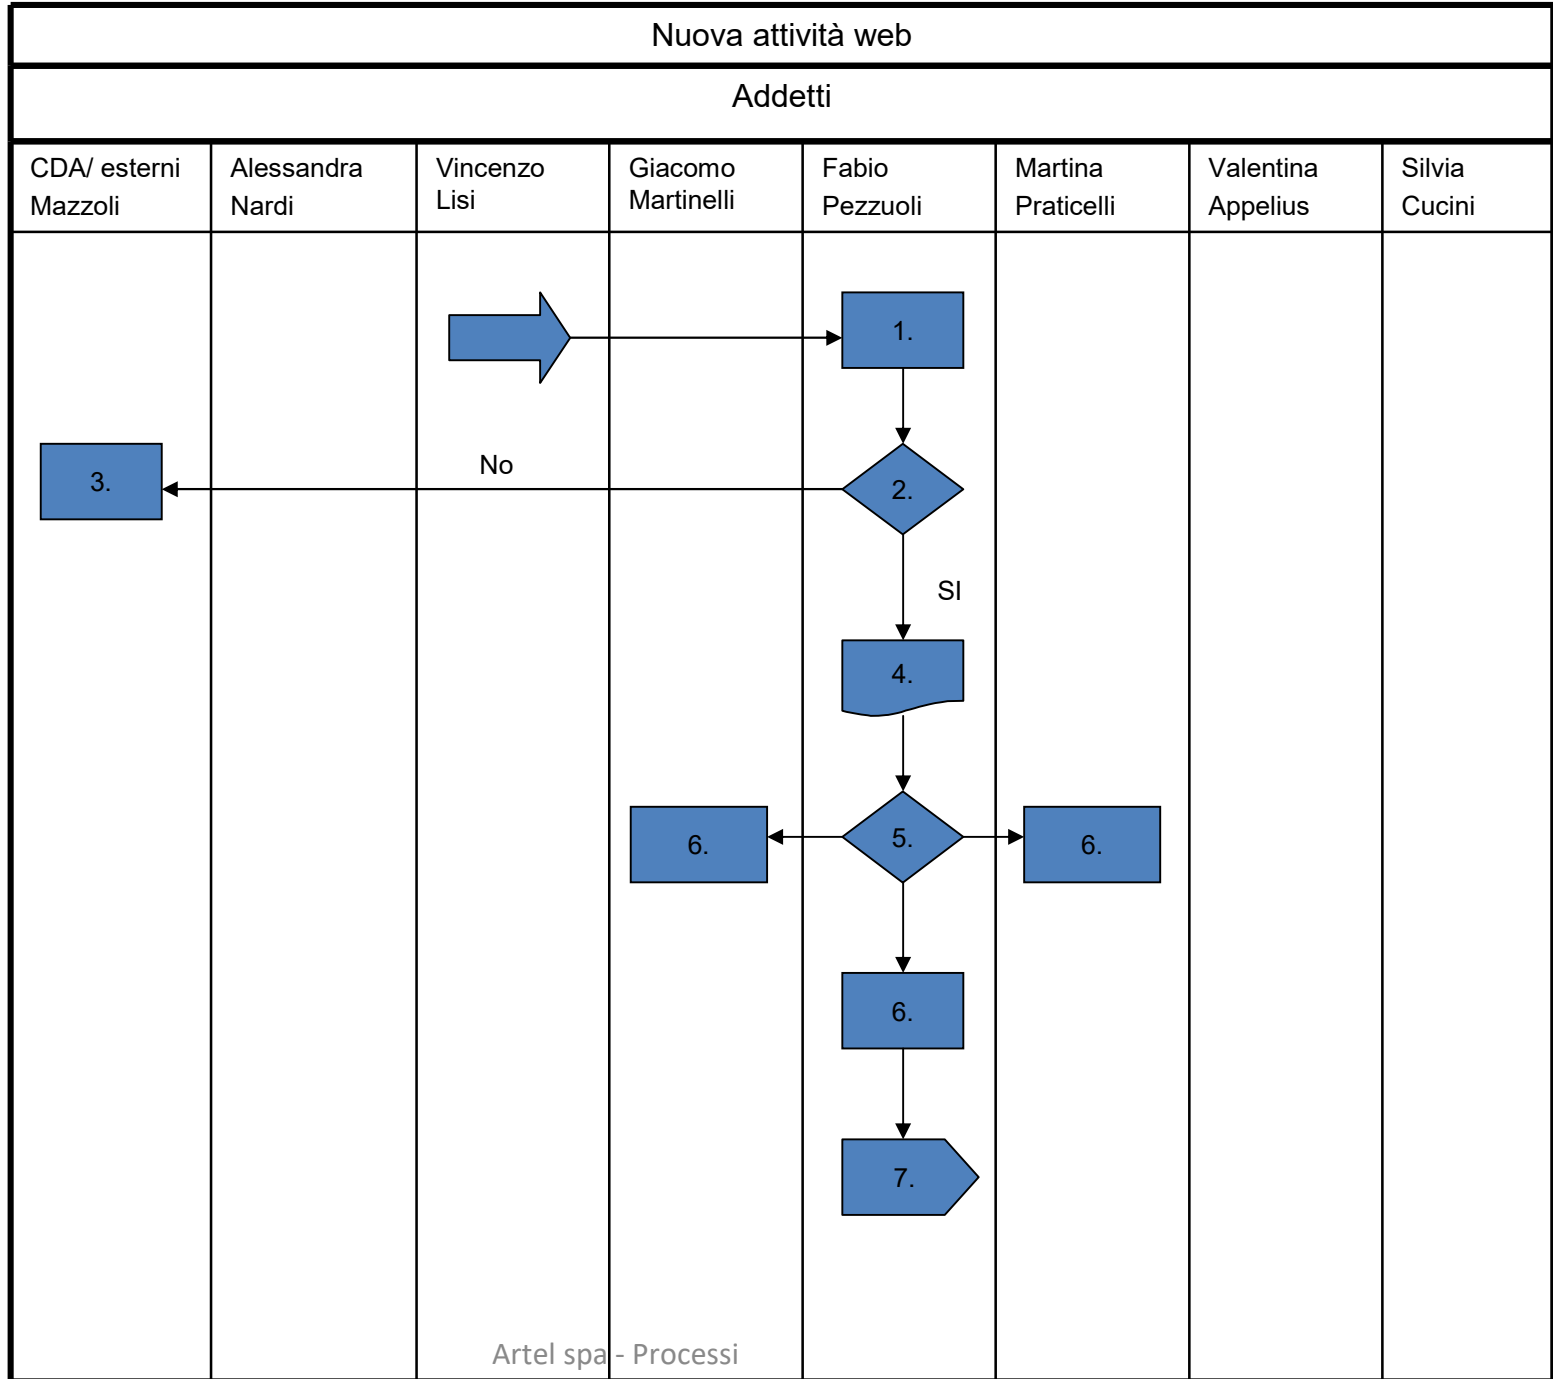 Nuova attività web
Addetti
CDA/ esterni
Mazzoli
Alessandra
Nardi
Vincenzo
Lisi
Giacomo
Martinelli
Fabio
Pezzuoli
Martina
Praticelli
Valentina
Appelius
Silvia
Cucini
1.
3.
No
2.
SI
4.
6.
5.
6.
6.
7.
Artel spa - Processi